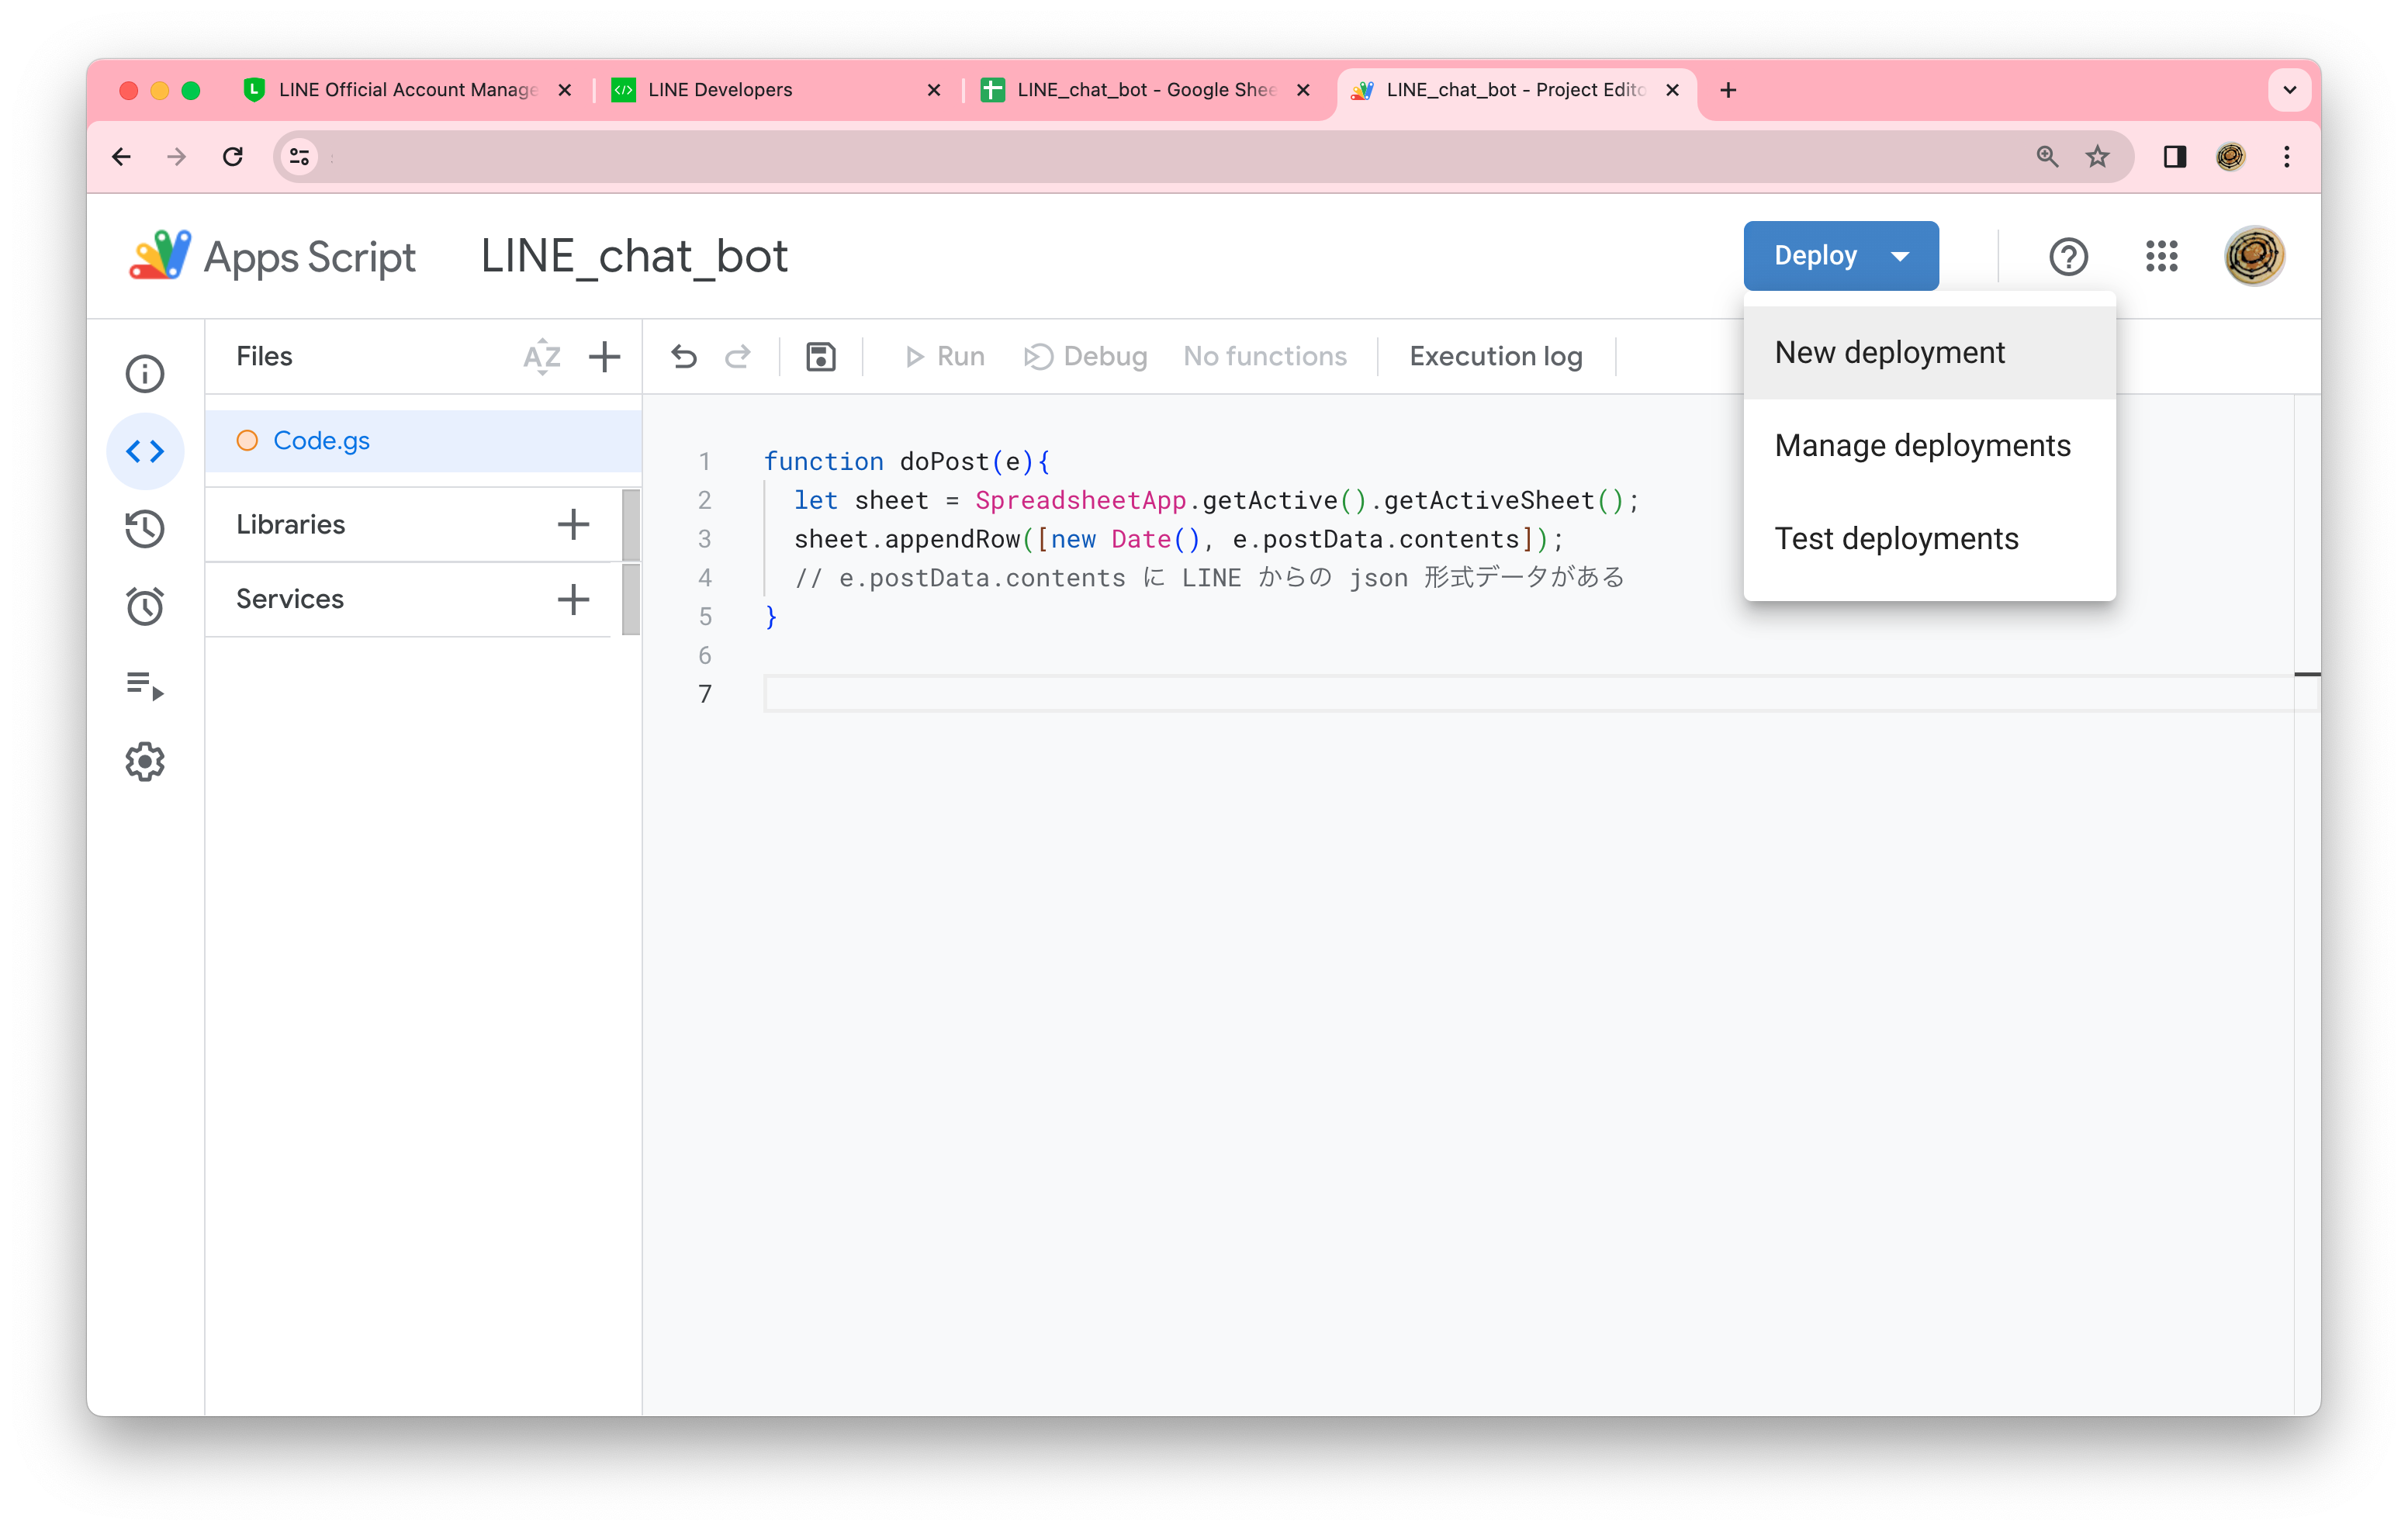 LINE Official Account Manage
LINE Developers
LINE_chat_bot - Google Shee
LINE_chat_bot - Project Edito
Apps Script
LINE_chat_bot
Deploy
New deployment
Manage deployments
Test deployments
Files
AZ
Run
Debug
No functions
Execution log
Code.gs
Libraries
Services
1 function doPost(e){
2 let sheet = SpreadsheetApp.getActive().getActiveSheet();
3 sheet.appendRow([new Date(), e.postData.contents]);
4 // e.postData.contents に LINE からの json 形式データがある
5 }
6
7